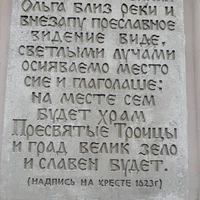 Ольга близ реки и
внезапу преславное
видение виде,
светлыми лучами
осияваемо место
сие и глаголаше:
на месте сем
будет храм
Пресвятые Троицы
и град велик зело
и славен будет.
(надпись на кресте 1623г)